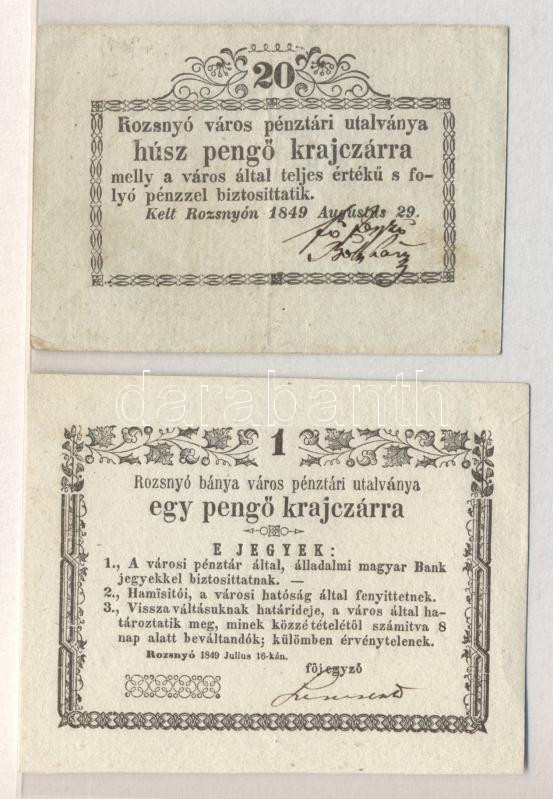 20
Rozsnyó város pénztári utalványa
húsz pengő krajczárra
melly a város által teljes értékű s fo-
lyó pénzzel biztosittatik.
Kelt Rozsnyón 1849 Augustus 29.
darabanth
1
Rozsnyó bánya város pénztári utalványa
egy pengő krajczárra
E JEGYEK:
1., A városi pénztár által, álladalmi magyar Bank
jegyekkel biztosittatnak. —
2., Hamisitói, a városi hatóság által fenyittetnek.
3., Visszaváltásuknak határideje, a város által ha-
tároztatik meg, minek közzétételétől számitva 8
nap alatt beváltandók; külömben érvénytelenek.
Rozsnyó 1849 Julius 16-kán.
főjegyző